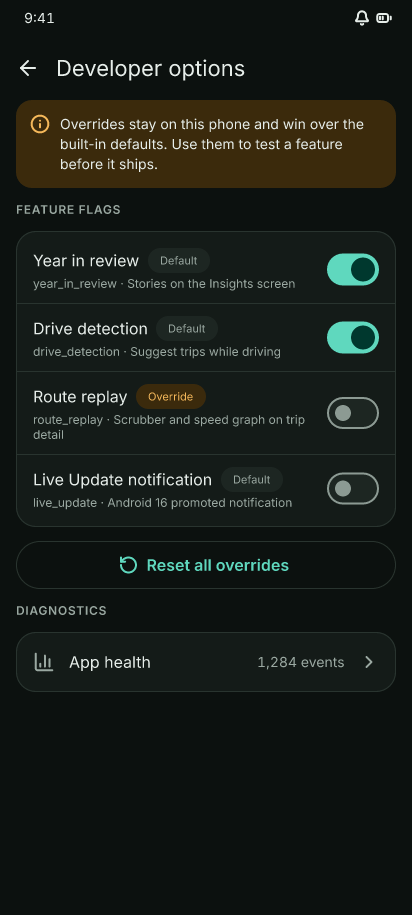 9:41
Developer options
Overrides stay on this phone and win over the
built-in defaults. Use them to test a feature
before it ships.
FEATURE FLAGS
Year in review Default
year_in_review · Stories on the Insights screen
Drive detection Default
drive_detection · Suggest trips while driving
Route replay Override
route_replay · Scrubber and speed graph on trip
detail
Live Update notification Default
live_update · Android 16 promoted notification
Reset all overrides
DIAGNOSTICS
App health 1,284 events